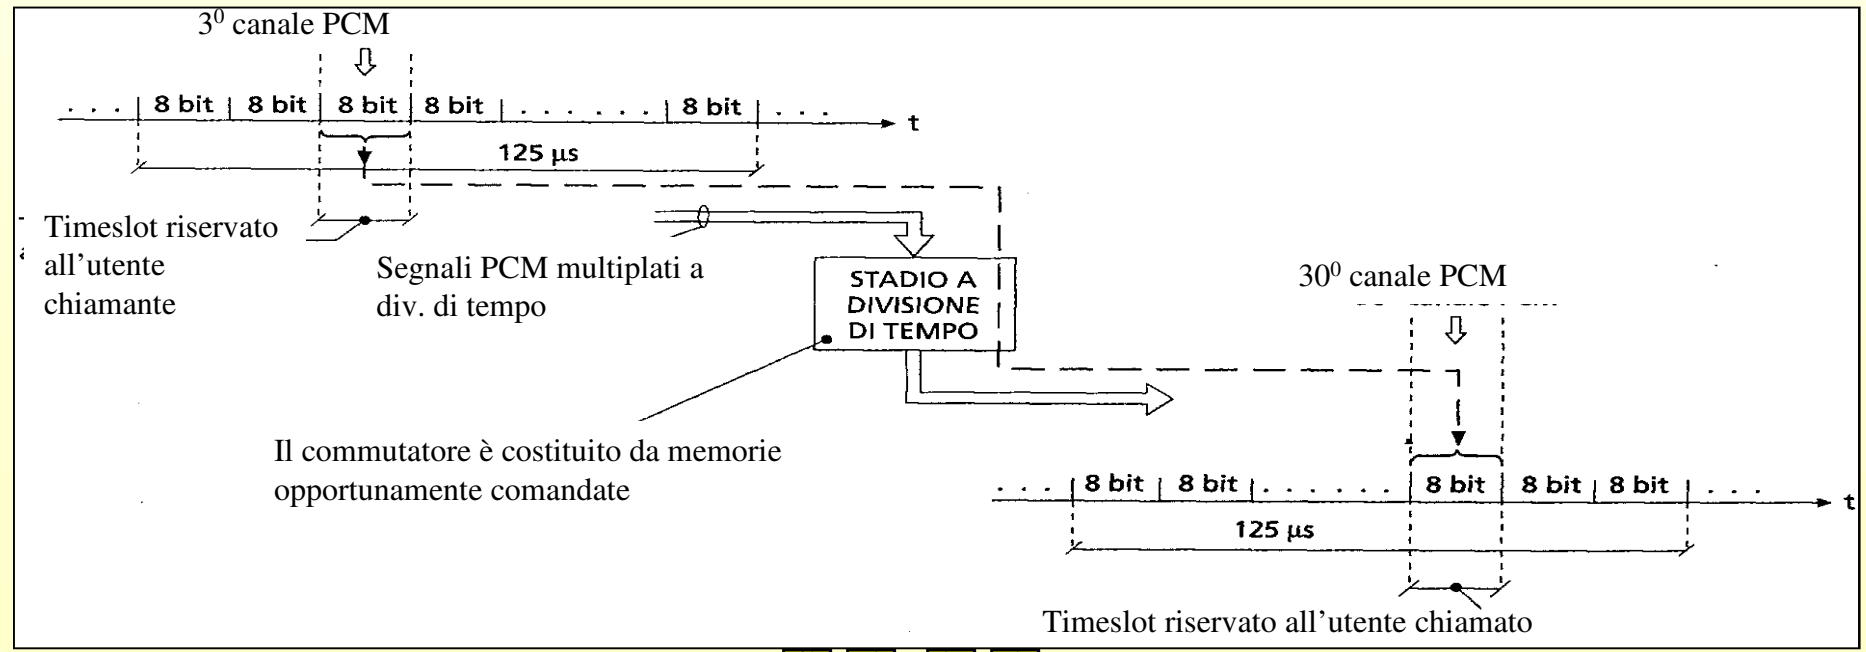 3⁰ canale PCM
. . . 8 bit 8 bit 8 bit 8 bit . . . . . . 8 bit . . . t
125 µs
Timeslot riservato
all'utente
chiamante
Segnali PCM multiplati a
div. di tempo
STADIO A
DIVISIONE
DI TEMPO
30⁰ canale PCM
Il commutatore è costituito da memorie
opportunamente comandate
. . . 8 bit 8 bit . . . . . . 8 bit 8 bit 8 bit . . . t
125 µs
Timeslot riservato all'utente chiamato